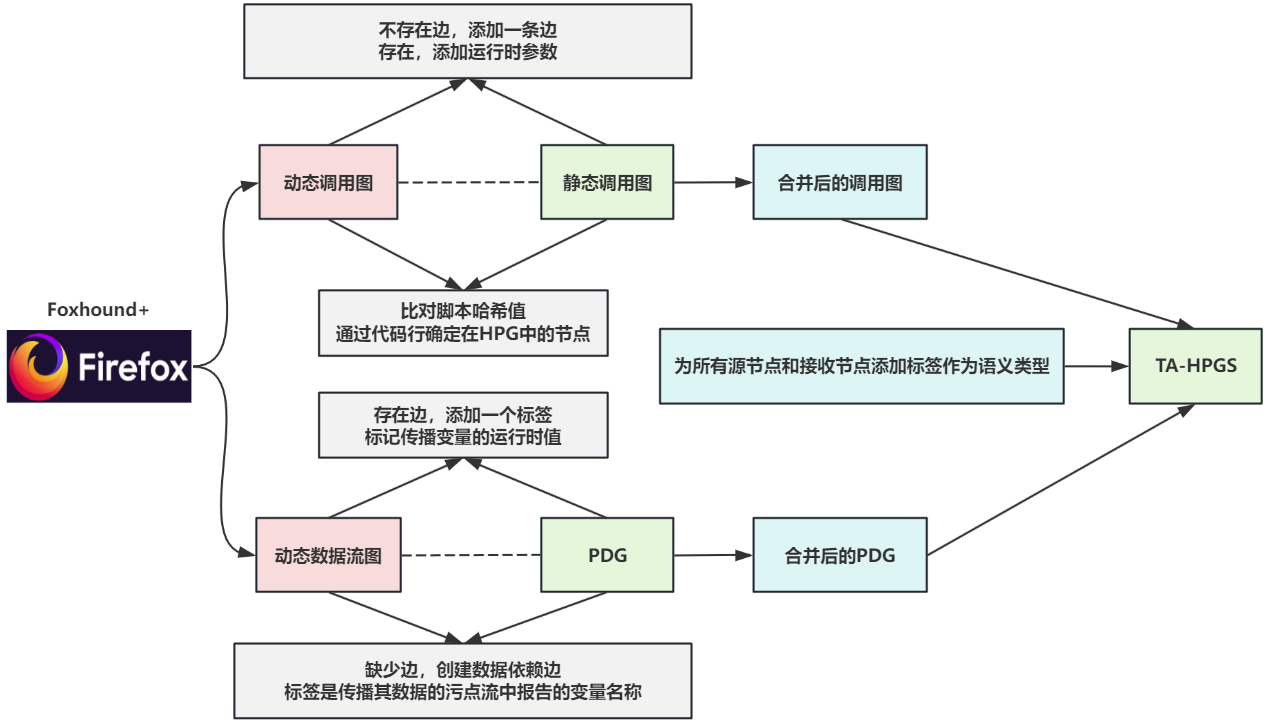 不存在边，添加一条边
存在，添加运行时参数
动态调用图
静态调用图
合并后的调用图
比对脚本哈希值
通过代码行确定在HPG中的节点
Foxhound+
Firefox
为所有源节点和接收节点添加标签作为语义类型
TA-HPGS
存在边，添加一个标签
标记传播变量的运行时值
动态数据流图
PDG
合并后的PDG
缺少边，创建数据依赖边
标签是传播其数据的污点流中报告的变量名称